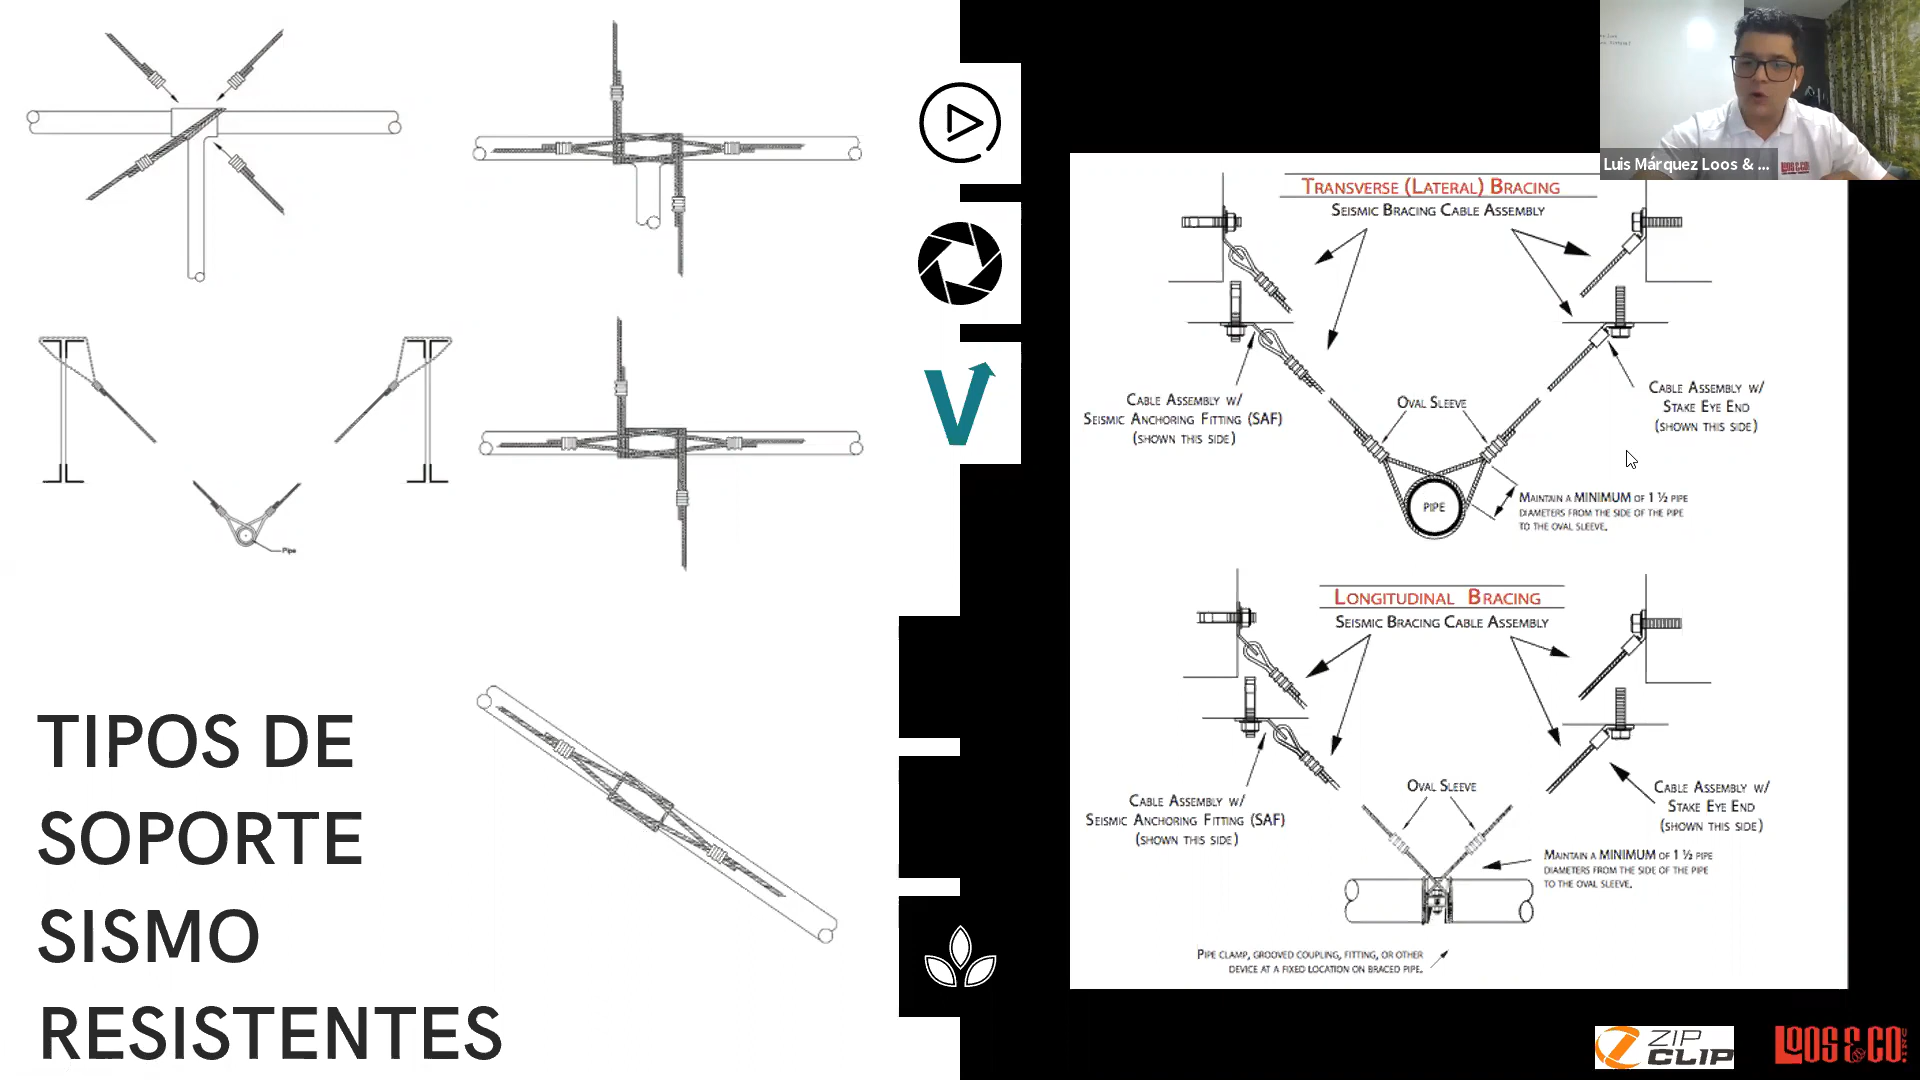 Pipe
TIPOS DE
SOPORTE
SISMO
RESISTENTES
TRANSVERSE (LATERAL) BRACING
SEISMIC BRACING CABLE ASSEMBLY
CABLE ASSEMBLY W/
SEISMIC ANCHORING FITTING (SAF)
(SHOWN THIS SIDE)
OVAL SLEEVE
CABLE ASSEMBLY W/
STAKE EYE END
(SHOWN THIS SIDE)
PIPE
MAINTAIN A MINIMUM OF 1 ½ PIPE
DIAMETERS FROM THE SIDE OF THE PIPE
TO THE OVAL SLEEVE.
LONGITUDINAL BRACING
SEISMIC BRACING CABLE ASSEMBLY
CABLE ASSEMBLY W/
SEISMIC ANCHORING FITTING (SAF)
(SHOWN THIS SIDE)
OVAL SLEEVE
CABLE ASSEMBLY W/
STAKE EYE END
(SHOWN THIS SIDE)
MAINTAIN A MINIMUM OF 1 ½ PIPE
DIAMETERS FROM THE SIDE OF THE PIPE
TO THE OVAL SLEEVE.
PIPE CLAMP, GROOVED COUPLING, FITTING, OR OTHER
DEVICE AT A FIXED LOCATION ON BRACED PIPE.
Luis Márquez Loos & ...
LOOS & CO.
ZIP
CLIP
LOOS & CO. INC